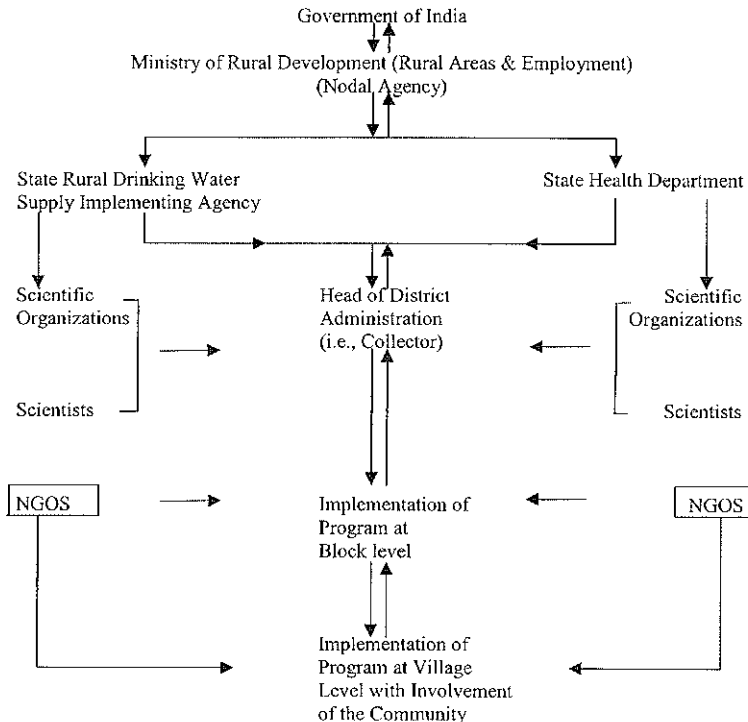 Government of India
Ministry of Rural Development (Rural Areas & Employment)
(Nodal Agency)
State Rural Drinking Water
Supply Implementing Agency
State Health Department
Scientific
Organizations
Scientists
Head of District
Administration
(i.e., Collector)
Scientific
Organizations
Scientists
NGOS
Implementation of
Program at
Block level
NGOS
Implementation of
Program at Village
Level with Involvement
of the Community